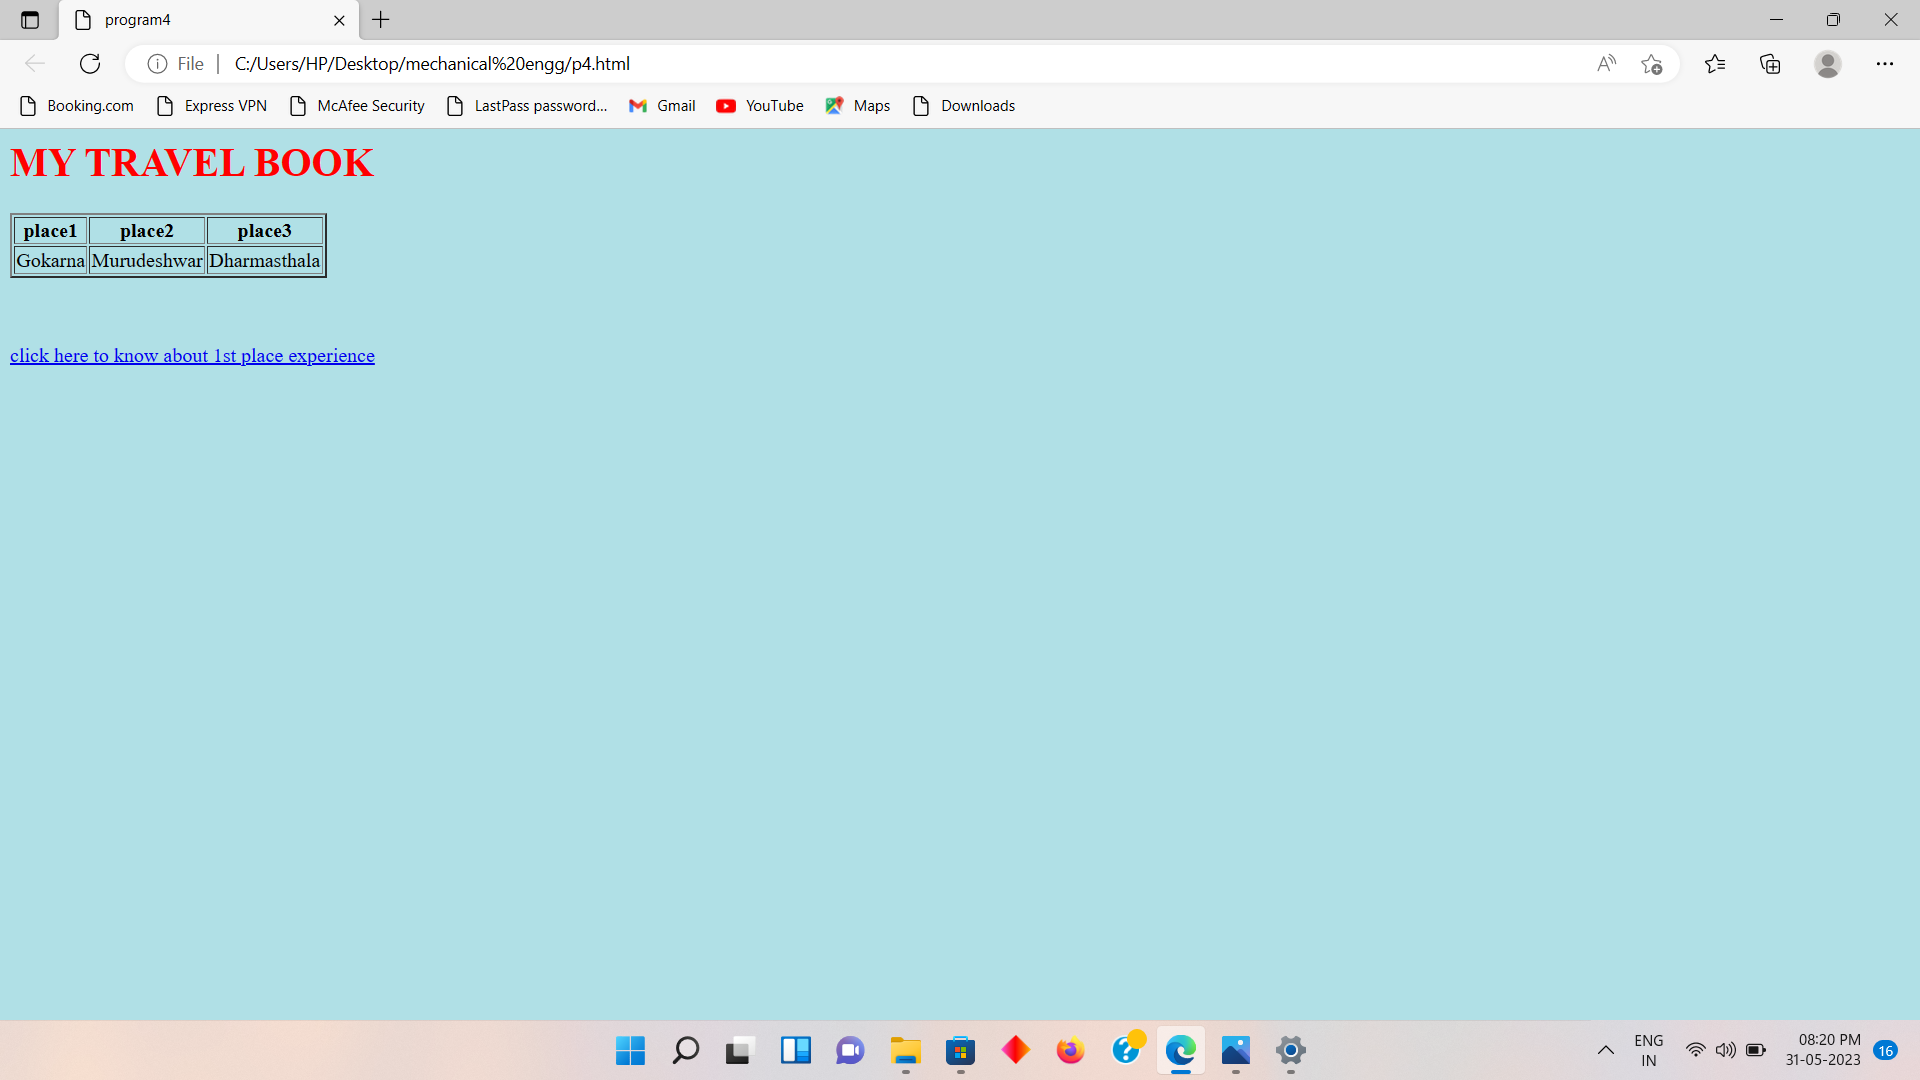 program4
File C:/Users/HP/Desktop/mechanical%20engg/p4.html
Booking.com Express VPN McAfee Security LastPass password... Gmail YouTube Maps Downloads
MY TRAVEL BOOK
place1 place2 place3
Gokarna Murudeshwar Dharmasthala
click here to know about 1st place experience
ENG 08:20 PM
IN 31-05-2023 16